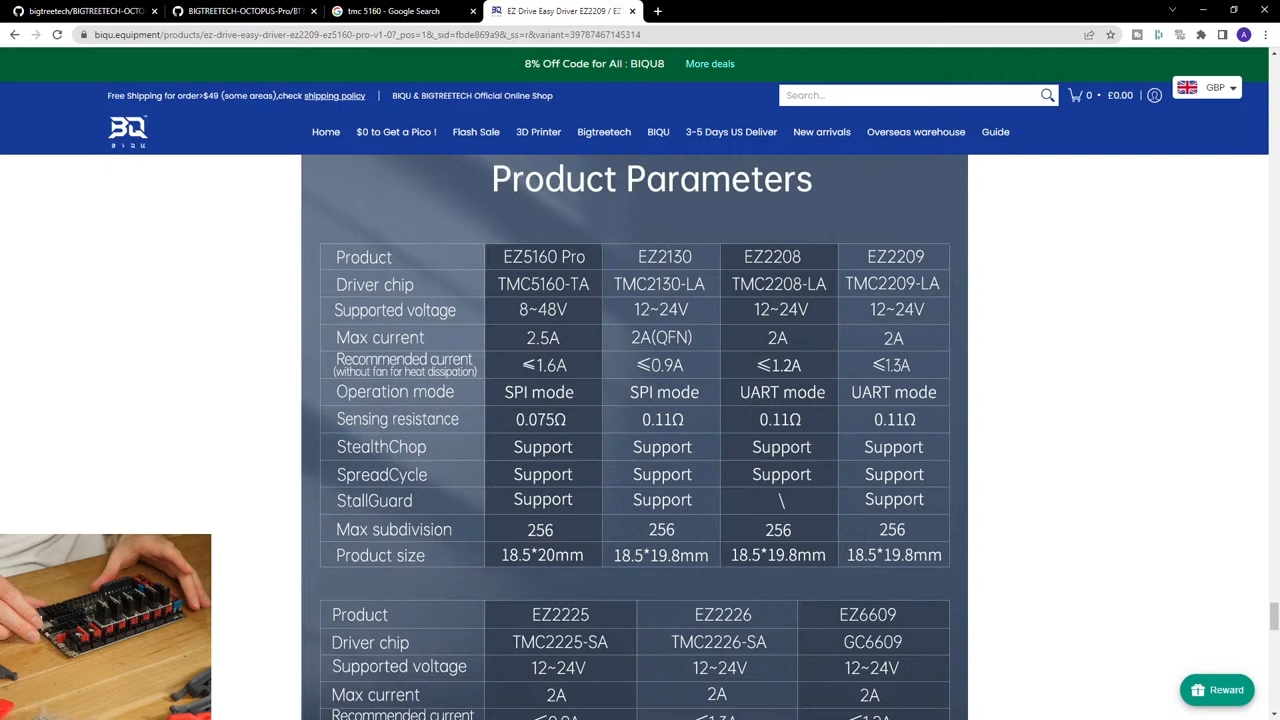 bigtreetech/BIGTREETECH-OCTO
BIGTREETECH-OCTOPUS-Pro/BT
tmc 5160 - Google Search
EZ Drive Easy Driver EZ2209 / EZ
biqu.equipment/products/ez-drive-easy-driver-ez2209-ez5160-pro-v1-0?_pos=1&_sid=fbde869a9&_ss=r&variant=39787467145314
8% Off Code for All : BIQU8 More deals
Free Shipping for order>$49 (some areas),check shipping policy
BIQU & BIGTREETECH Official Online Shop
Search...
0 • £0.00
GBP
BIQU
Home $0 to Get a Pico ! Flash Sale 3D Printer Bigtreetech BIQU 3-5 Days US Deliver New arrivals Overseas warehouse Guide
Product Parameters
Product EZ5160 Pro EZ2130 EZ2208 EZ2209
Driver chip TMC5160-TA TMC2130-LA TMC2208-LA TMC2209-LA
Supported voltage 8~48V 12~24V 12~24V 12~24V
Max current 2.5A 2A(QFN) 2A 2A
Recommended current ≤1.6A ≤0.9A ≤1.2A ≤1.3A
(without fan for heat dissipation)
Operation mode SPI mode SPI mode UART mode UART mode
Sensing resistance 0.075Ω 0.11Ω 0.11Ω 0.11Ω
StealthChop Support Support Support Support
SpreadCycle Support Support Support Support
StallGuard Support Support \ Support
Max subdivision 256 256 256 256
Product size 18.5*20mm 18.5*19.8mm 18.5*19.8mm 18.5*19.8mm
Product EZ2225 EZ2226 EZ6609
Driver chip TMC2225-SA TMC2226-SA GC6609
Supported voltage 12~24V 12~24V 12~24V
Max current 2A 2A 2A
Recommended current
Reward